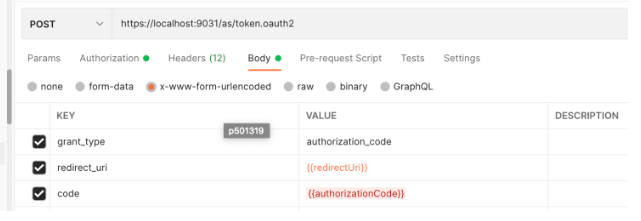 POST https://localhost:9031/as/token.oauth2
Params Authorization Headers (12) Body Pre-request Script Tests Settings
none form-data x-www-form-urlencoded raw binary GraphQL
KEY VALUE DESCRIPTION
p501319
grant_type authorization_code
redirect_uri {{redirectUri}}
code {{authorizationCode}}